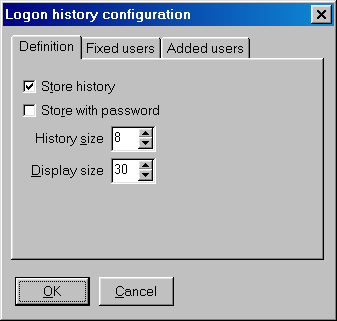 Logon history configuration
Definition Fixed users Added users
Store history
Store with password
History size 8
Display size 30
OK Cancel